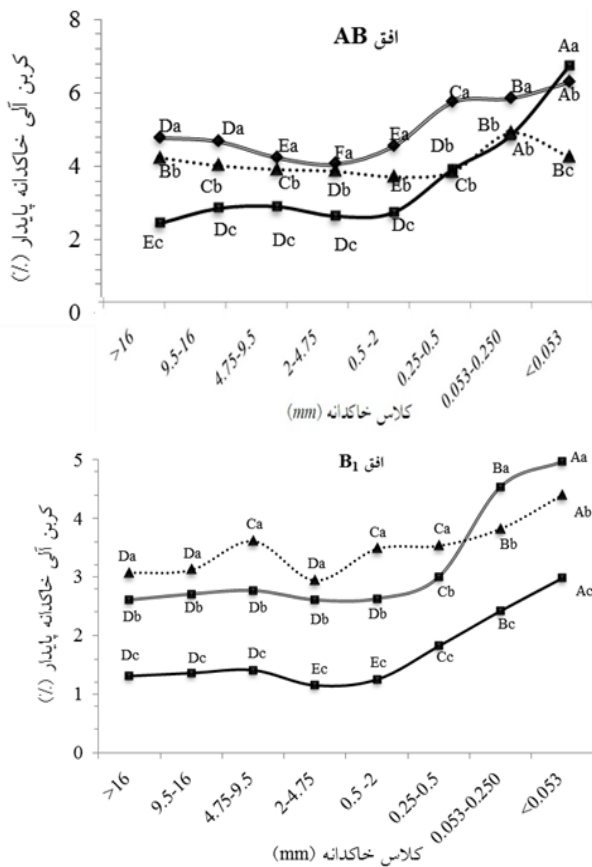 افق AB
کربن آلی خاکدانه پایدار (٪)
8
6
4
2
0
Da
Da
Ea
Fa
Ea
Ca
Ba
Aa
Ab
Bb
Cb
Cb
Db
Eb
Db
Cb
Bb
Ab
Bc
Ec
Dc
Dc
Dc
Dc
>16
9.5-16
4.75-9.5
2-4.75
0.5 -2
0.25-0.5
0.053-0.250
<0.053
کلاس خاکدانه (mm)
افق B₁
کربن آلی خاکدانه پایدار (٪)
5
4
3
2
1
0
Da
Da
Ca
Da
Ca
Ca
Ba
Aa
Bb
Ab
Db
Db
Db
Db
Db
Cb
Dc
Dc
Dc
Ec
Ec
Cc
Bc
Ac
>16
9.5-16
4.75-9.5
2-4.75
0.5 -2
0.25-0.5
0.053-0.250
<0.053
کلاس خاکدانه (mm)